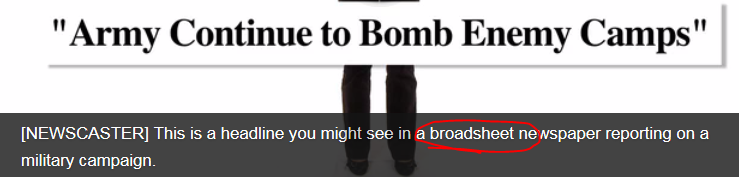 "Army Continue to Bomb Enemy Camps"
[NEWSCASTER] This is a headline you might see in a broadsheet newspaper reporting on a
military campaign.